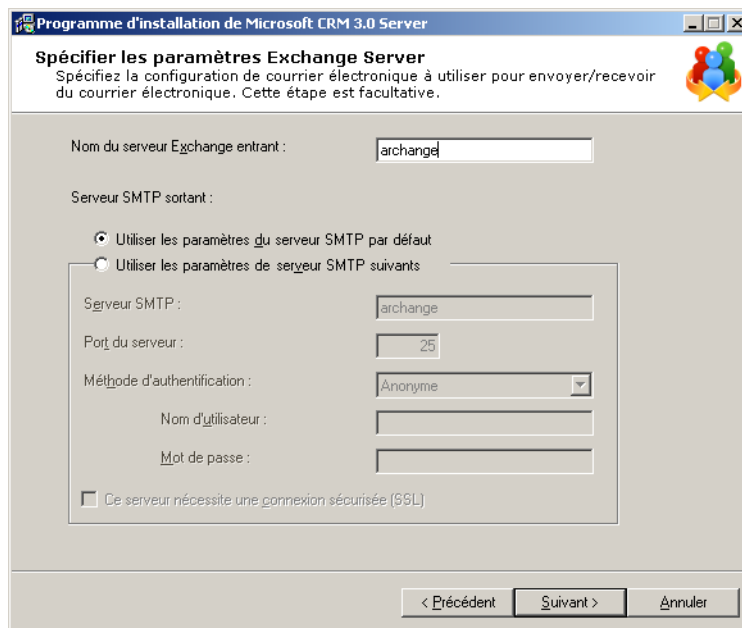 Programme d'installation de Microsoft CRM 3.0 Server
Spécifier les paramètres Exchange Server
Spécifiez la configuration de courrier électronique à utiliser pour envoyer/recevoir
du courrier électronique. Cette étape est facultative.
Nom du serveur Exchange entrant :
archange
Serveur SMTP sortant :
Utiliser les paramètres du serveur SMTP par défaut
Utiliser les paramètres de serveur SMTP suivants
Serveur SMTP :
archange
Port du serveur :
25
Méthode d'authentification :
Anonyme
Nom d'utilisateur :
Mot de passe :
Ce serveur nécessite une connexion sécurisée (SSL)
< Précédent
Suivant >
Annuler